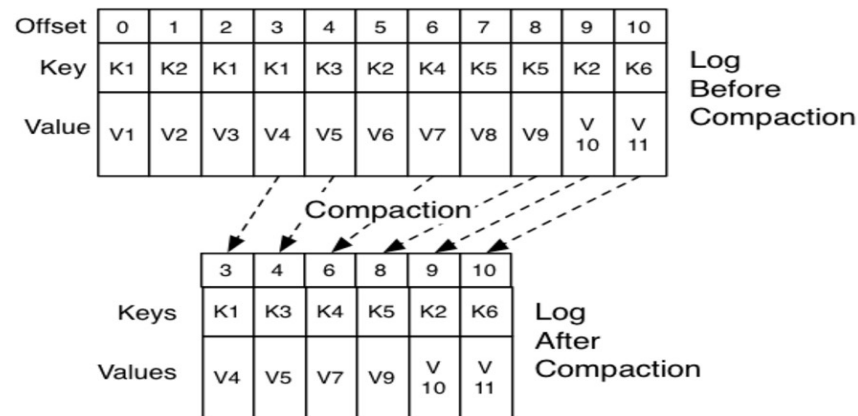 Offset 0 1 2 3 4 5 6 7 8 9 10
Key K1 K2 K1 K1 K3 K2 K4 K5 K5 K2 K6
Value V1 V2 V3 V4 V5 V6 V7 V8 V9 V 10 V 11
Log
Before
Compaction
Compaction
3 4 6 8 9 10
Keys K1 K3 K4 K5 K2 K6
Values V4 V5 V7 V9 V 10 V 11
Log
After
Compaction